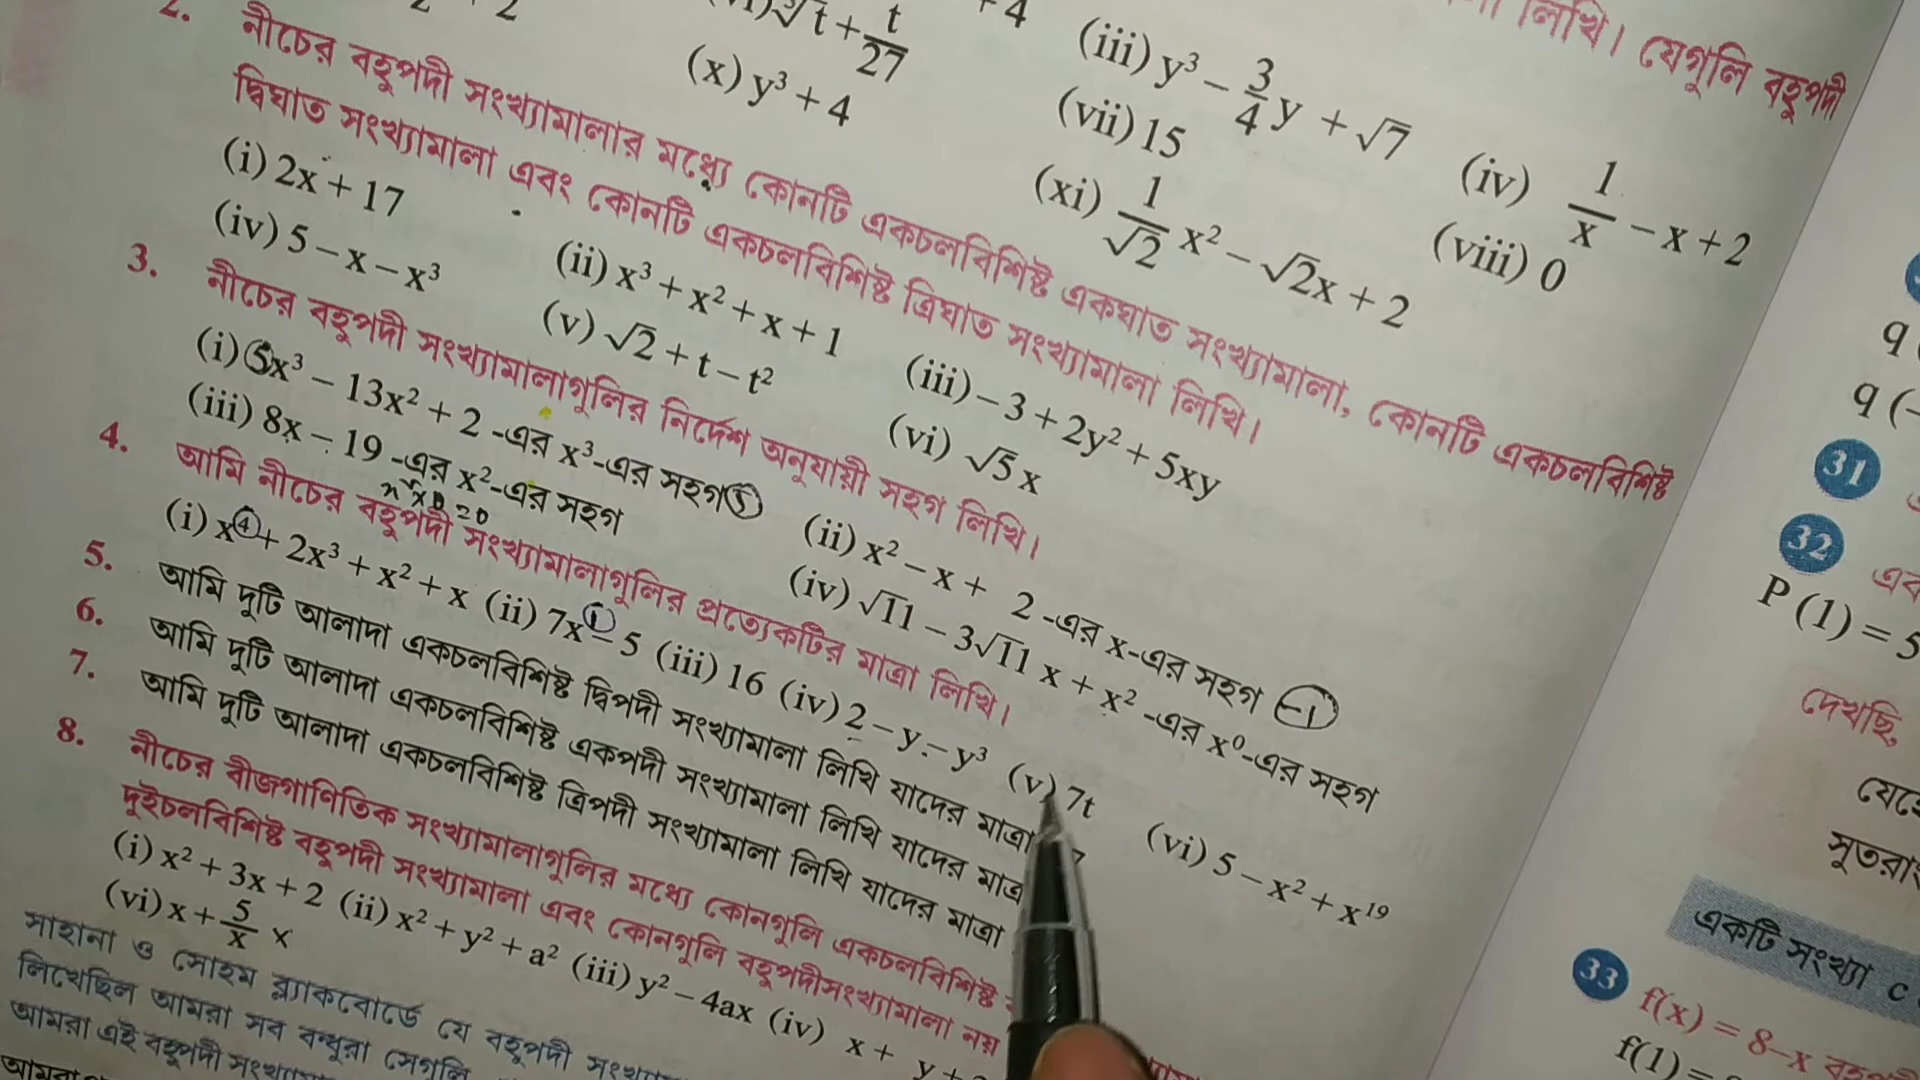 লিখি। যেগুলি বহুপদী
(iii) y³ − 3/4 y + √7
(iv) 1/x − x + 2
∛t + t/27
(vii) 15
(viii) 0
(x) y³ + 4
(xi) 1/√2 x² − √2x + 2
2. নীচের বহুপদী সংখ্যামালার মধ্যে কোনটি একচলবিশিষ্ট একঘাত সংখ্যামালা, কোনটি একচলবিশিষ্ট
দ্বিঘাত সংখ্যামালা এবং কোনটি একচলবিশিষ্ট ত্রিঘাত সংখ্যামালা লিখি।
(i) 2x + 17 (ii) x³ + x² + x + 1 (iii) − 3 + 2y² + 5xy
(iv) 5 − x − x³ (v) √2 + t − t² (vi) √5 x
3. নীচের বহুপদী সংখ্যামালাগুলির নির্দেশ অনুযায়ী সহগ লিখি।
(i) 5x³ − 13x² + 2 -এর x³-এর সহগ 5 (ii) x² − x + 2 -এর x-এর সহগ −1
(iii) 8x − 19 -এর x²-এর সহগ (iv) √11 − 3√11 x + x² -এর x⁰-এর সহগ
4. আমি নীচের বহুপদী সংখ্যামালাগুলির প্রত্যেকটির মাত্রা লিখি।
(i) x⁴ + 2x³ + x² + x (ii) 7x − 5 (iii) 16 (iv) 2 − y − y³ (v) 7t (vi) 5 − x² + x¹⁹
5. আমি দুটি আলাদা একচলবিশিষ্ট দ্বিপদী সংখ্যামালা লিখি যাদের মাত্রা
6. আমি দুটি আলাদা একচলবিশিষ্ট একপদী সংখ্যামালা লিখি যাদের
7. আমি দুটি আলাদা একচলবিশিষ্ট ত্রিপদী সংখ্যামালা লিখি যাদের মাত্রা
8. নীচের বীজগাণিতিক সংখ্যামালাগুলির মধ্যে কোনগুলি একচলবিশিষ্ট
দুইচলবিশিষ্ট বহুপদী সংখ্যামালা এবং কোনগুলি বহুপদীসংখ্যামালা নয়
(i) x² + 3x + 2 (ii) x² + y² + a² (iii) y² − 4ax (iv) x + y +
(vi) x + 5/x x
সাহানা ও সোহম ব্ল্যাকবোর্ডে যে বহুপদী
লিখেছিল আমরা সব বন্ধুরা সেগুলি
আমরা এই বহুপদী
31
32
P (1) = 5
দেখছি,
একটি সংখ্যা c
33 f(x) = 8−x
f(1) =